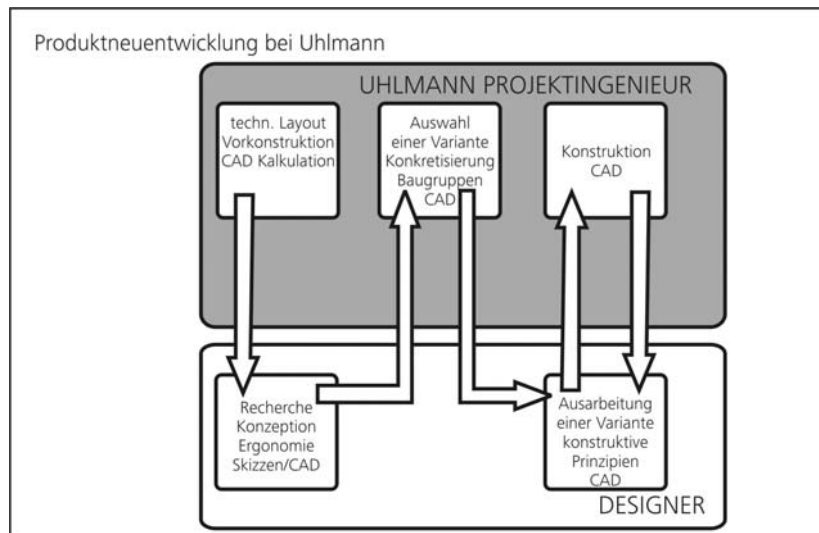 Produktneuentwicklung bei Uhlmann
UHLMANN PROJEKTINGENIEUR
techn. Layout
Vorkonstruktion
CAD Kalkulation
Auswahl
einer Variante
Konkretisierung
Baugruppen
CAD
Konstruktion
CAD
Recherche
Konzeption
Ergonomie
Skizzen/CAD
Ausarbeitung
einer Variante
konstruktive
Prinzipien
CAD
DESIGNER